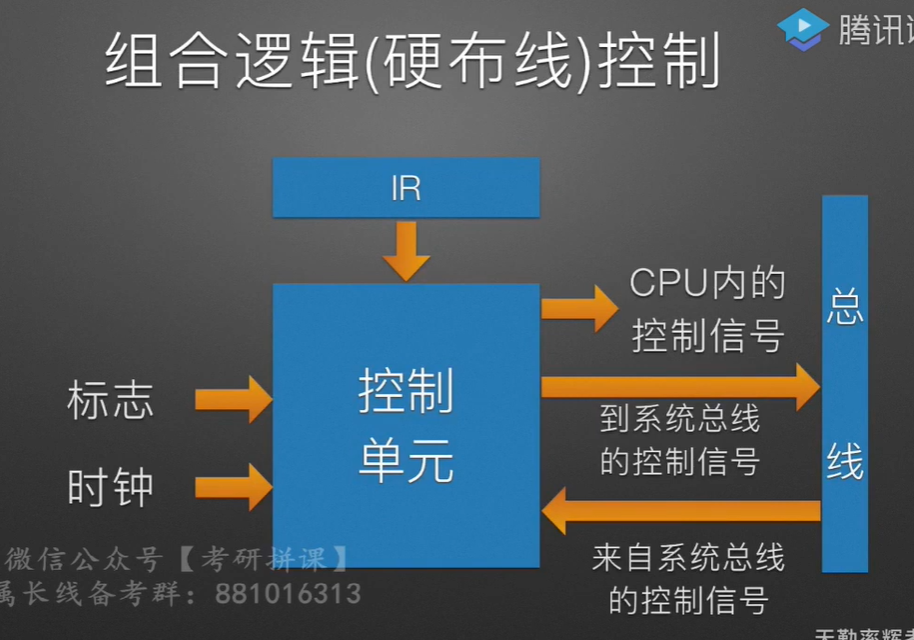 腾讯课
组合逻辑(硬布线)控制
IR
CPU内的
控制信号
总
线
控制
单元
标志
时钟
到系统总线
的控制信号
来自系统总线
的控制信号
微信公众号【考研拼课】
属长线备考群：881016313
天勤率辉考